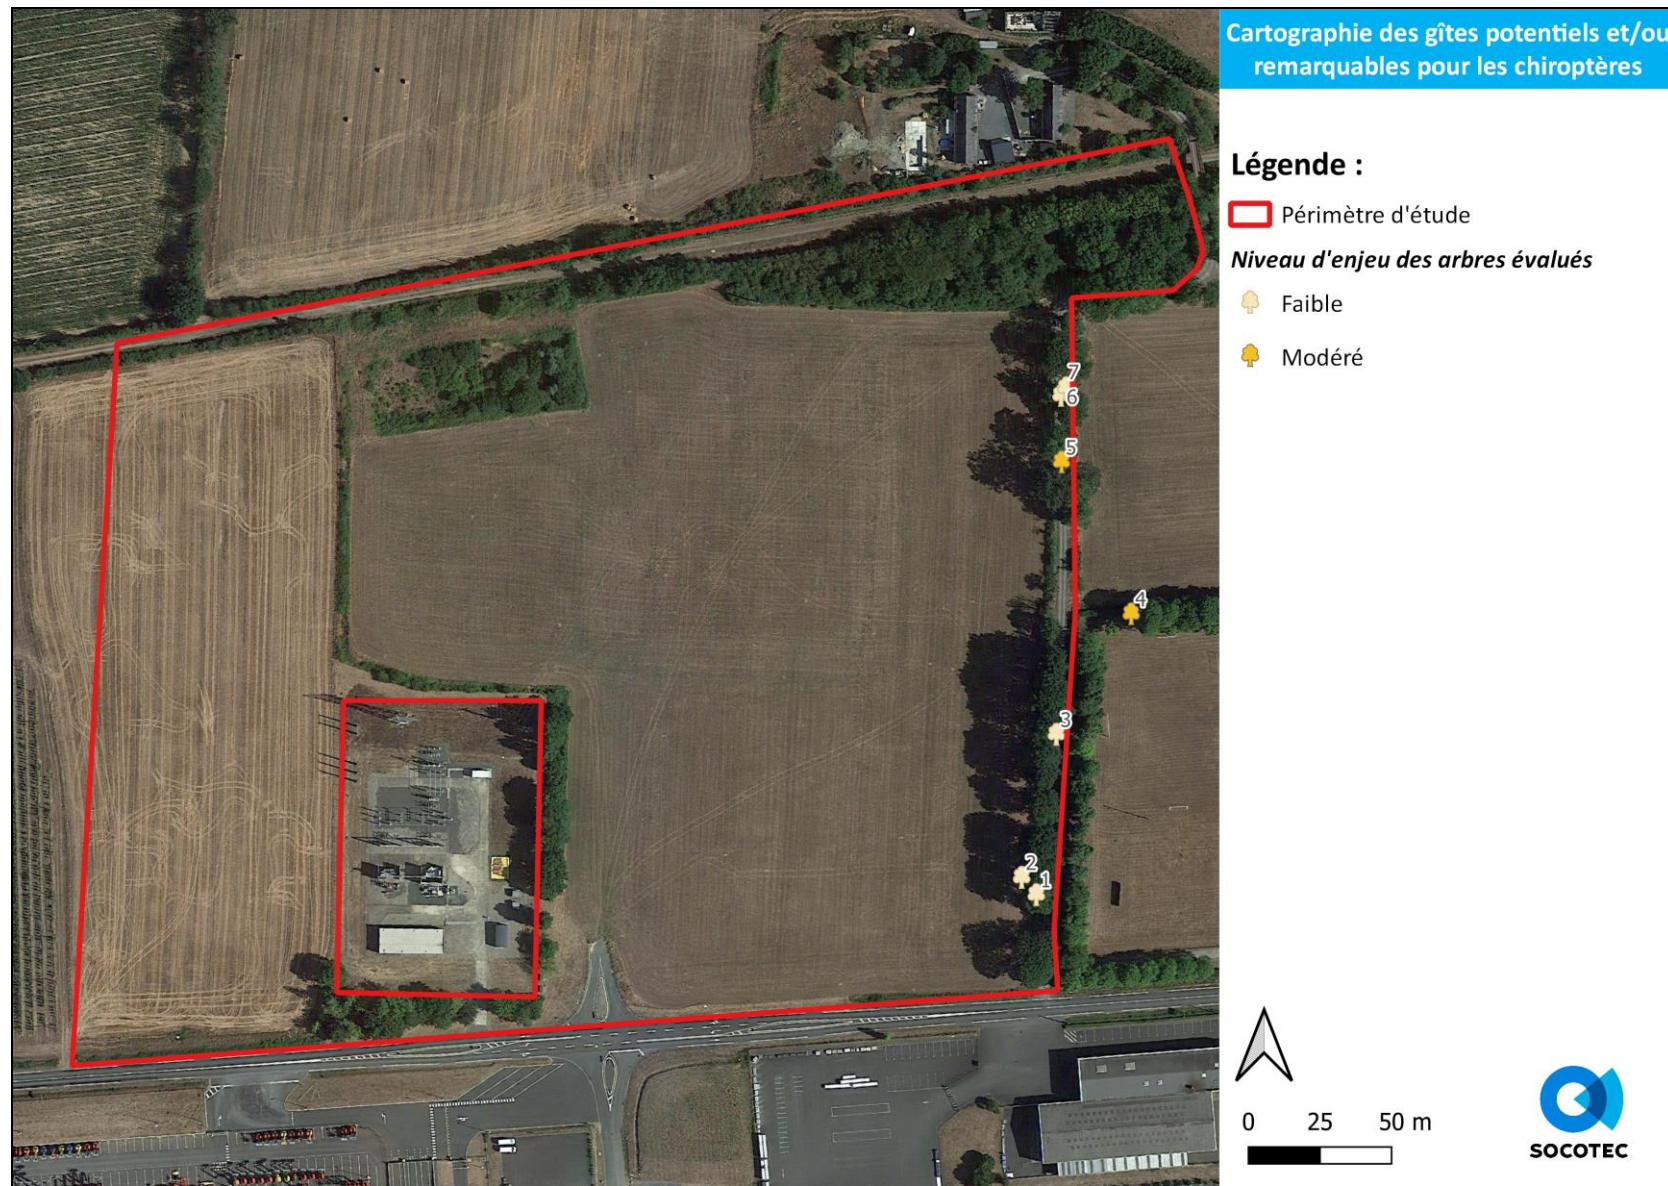 Cartographie des gîtes potentiels et/ou
remarquables pour les chiroptères
Légende :
Périmètre d'étude
Niveau d'enjeu des arbres évalués
Faible
Modéré
7
6
5
4
3
2
1
0 25 50 m
SOCOTEC